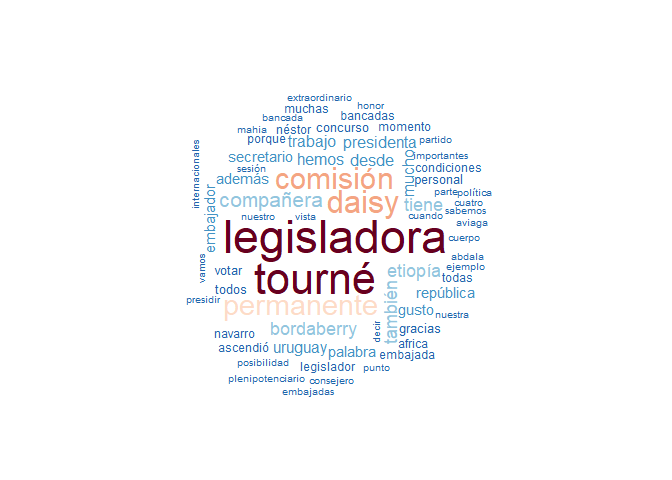 extraordinario
muchas honor
bancada bancadas
mahia néstor concurso momento
porque trabajo presidenta partido
secretario hemos desde mucho importantes
internacionales sesión condiciones
además comisión personal
embajador compañera daisy tiene parte política
cuatro
nuestro vista cuando sabemos
aviaga
legisladora cuerpo
vamos abdala
votar tourné etiopía ejemplo
todos todas
presidir permanente también república
gusto nuestra
navarro bordaberry decir gracias
ascendió uruguay palabra africa
embajada
posibilidad legislador punto
plenipotenciario consejero
embajadas